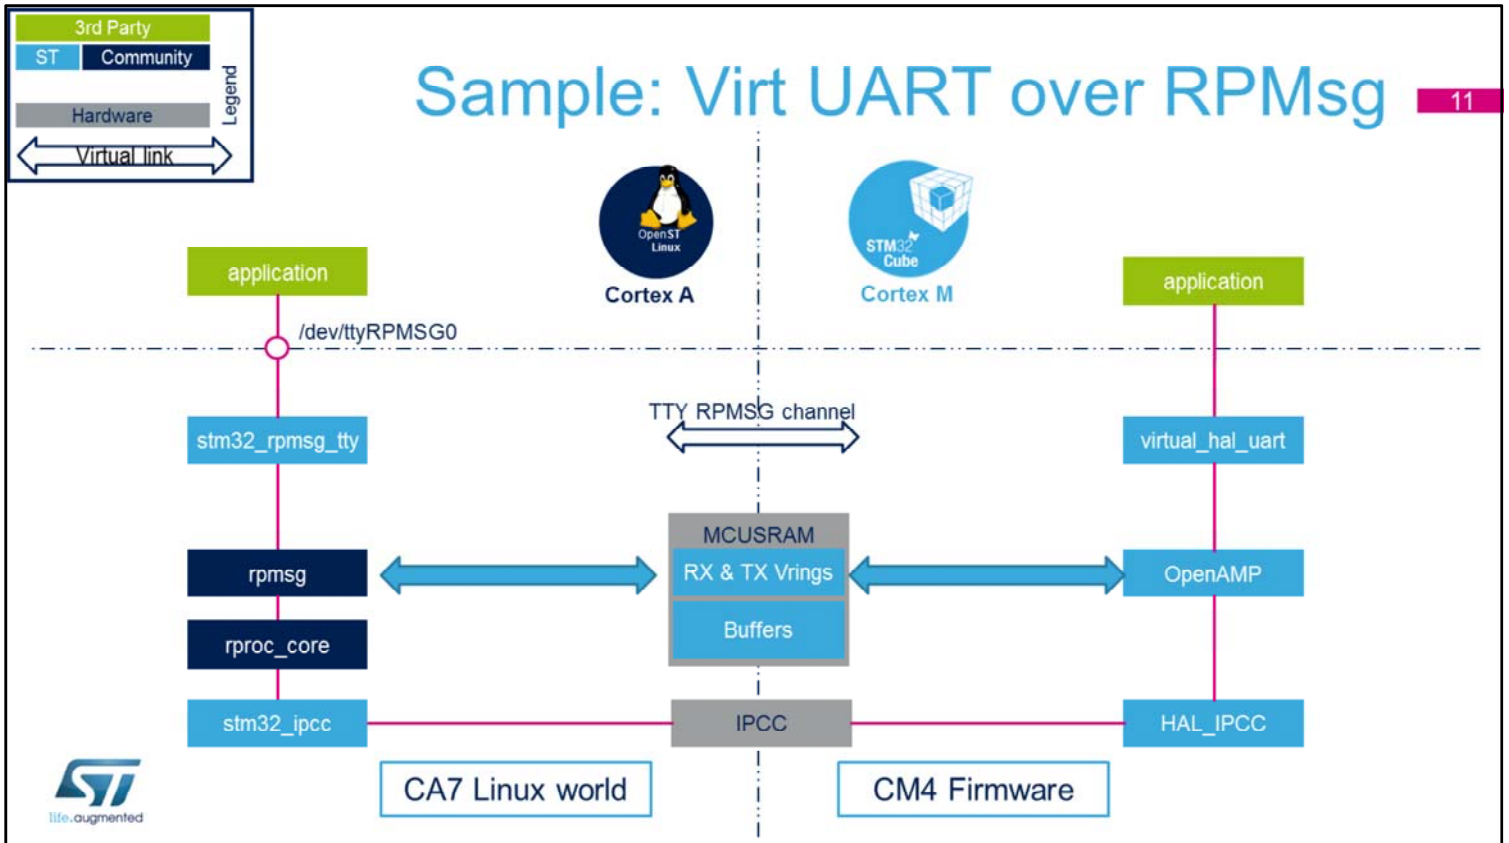 3rd Party
ST Community
Legend
Hardware
Virtual link
Sample: Virt UART over RPMsg
11
OpenST
Linux
Cortex A
STM32
Cube
Cortex M
application
application
/dev/ttyRPMSG0
TTY RPMSG channel
stm32_rpmsg_tty
virtual_hal_uart
MCUSRAM
rpmsg
RX & TX Vrings
OpenAMP
Buffers
rproc_core
stm32_ipcc
IPCC
HAL_IPCC
CA7 Linux world
CM4 Firmware
ST
life.augmented